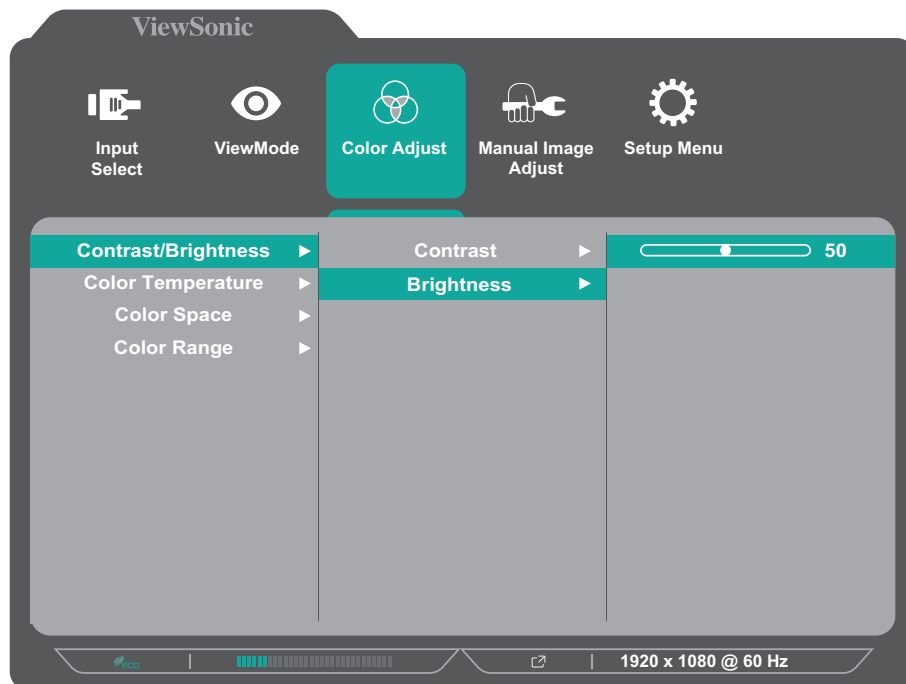 ViewSonic
Input
Select
ViewMode
Color Adjust
Manual Image
Adjust
Setup Menu
Contrast/Brightness
Contrast
50
Color Temperature
Brightness
Color Space
Color Range
eco
1920 x 1080 @ 60 Hz